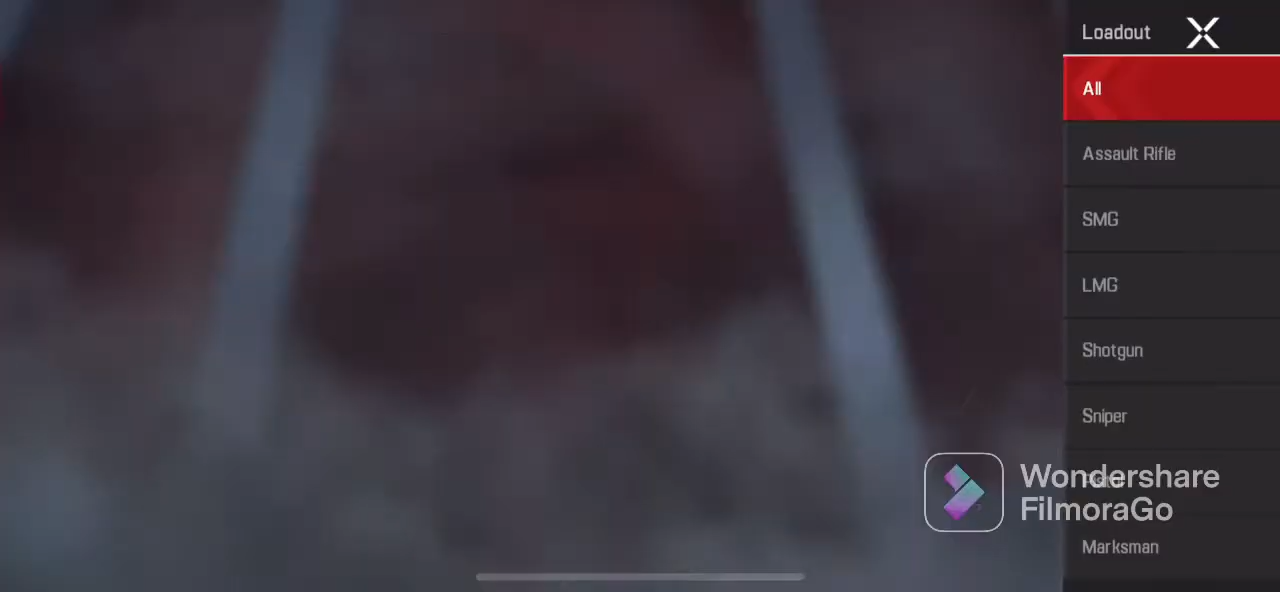 Loadout
All
Assault Rifle
SMG
LMG
Shotgun
Sniper
Wondershare
FilmoraGo
Marksman